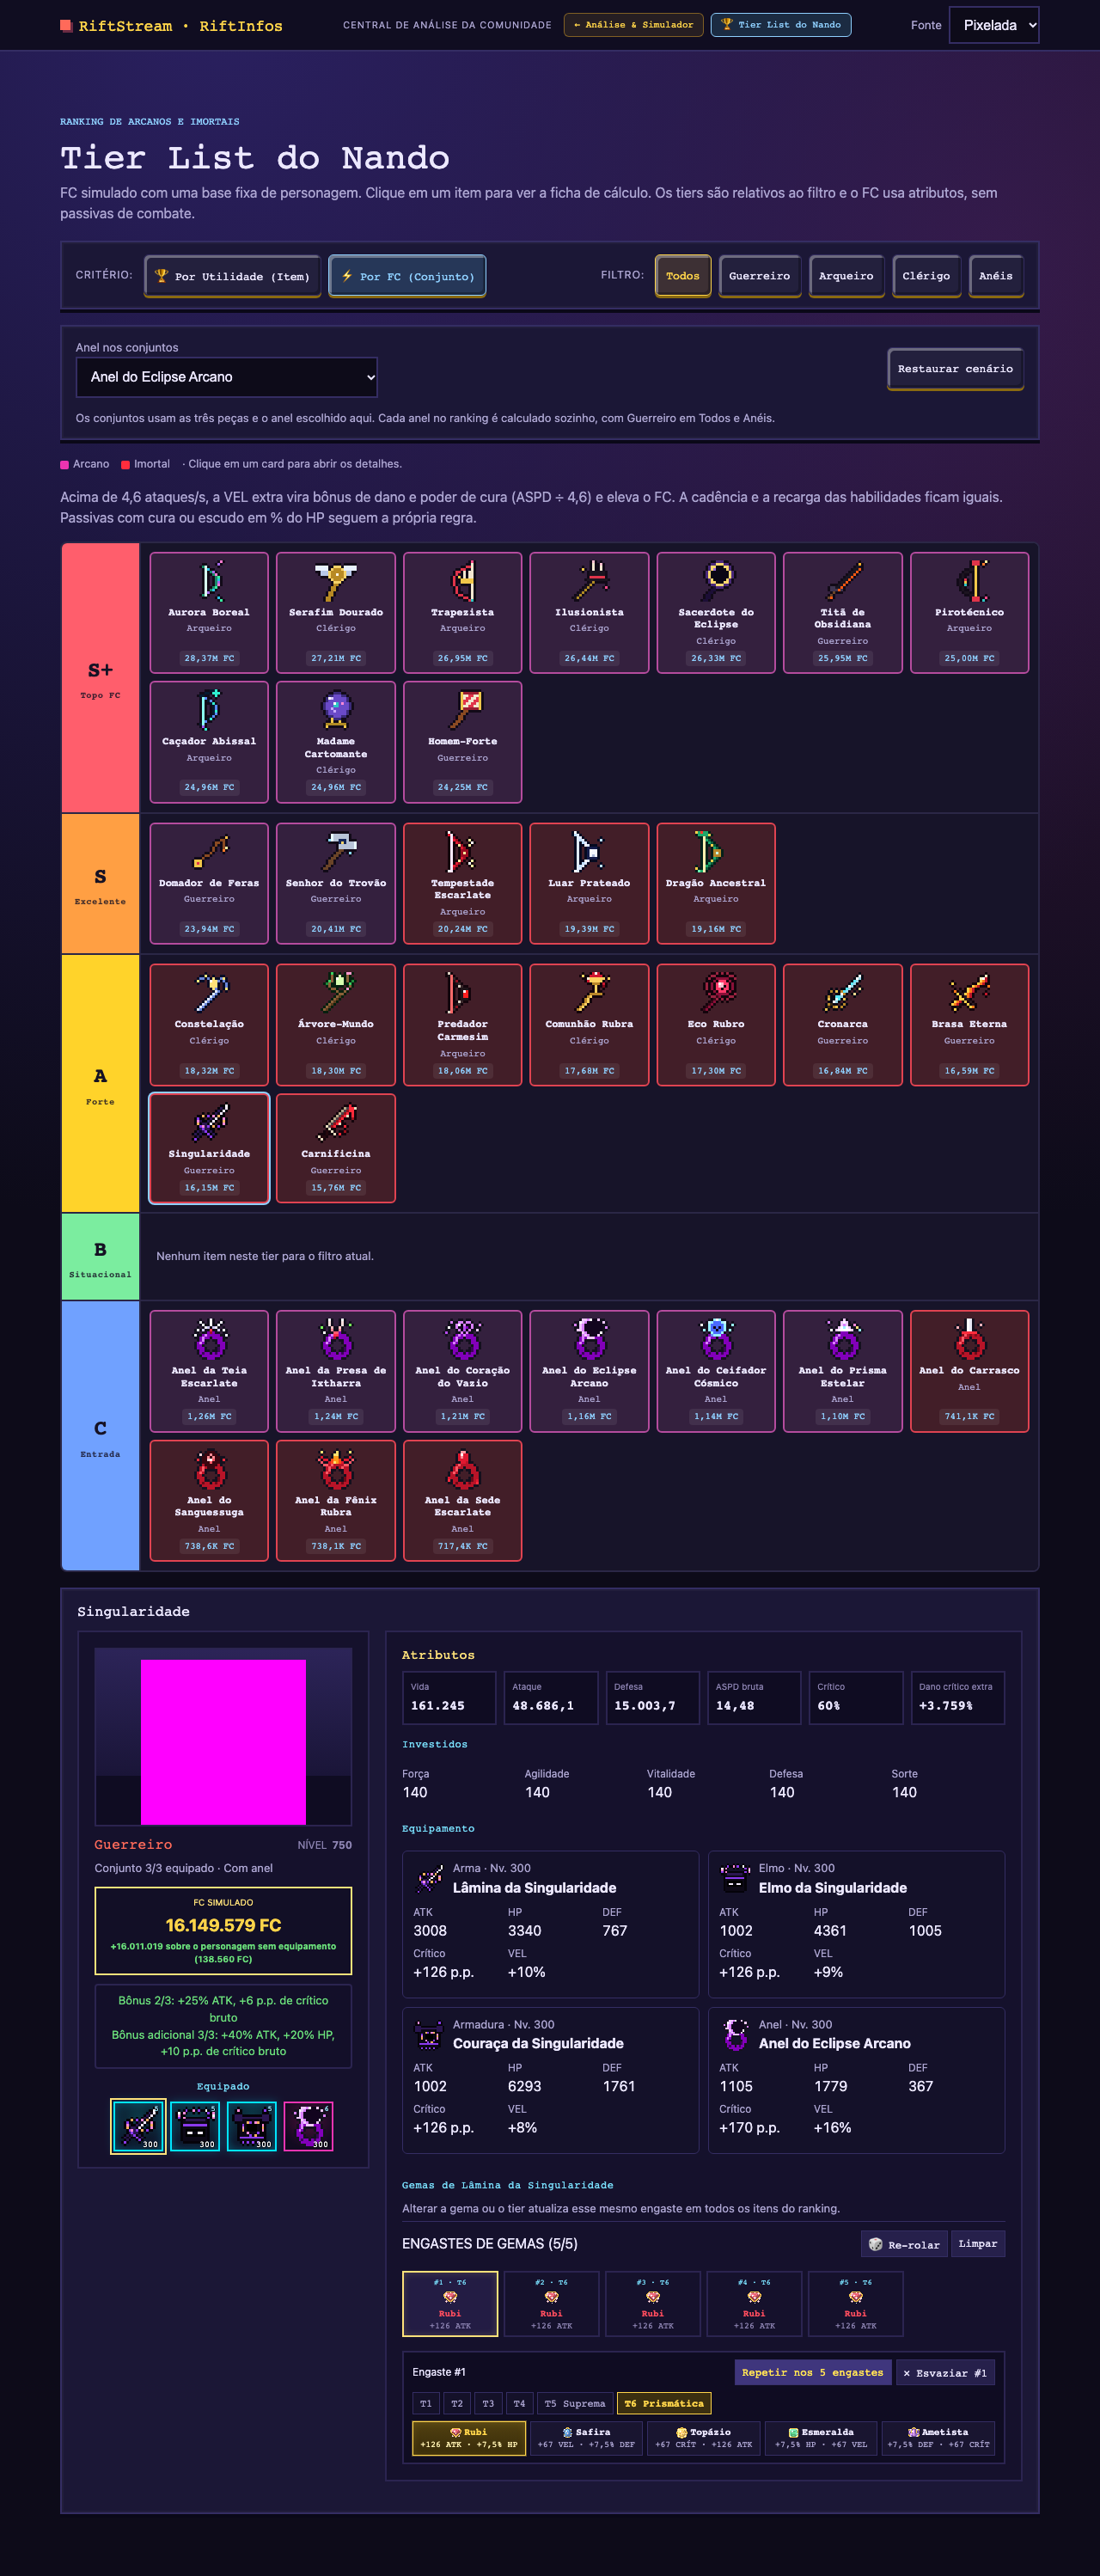 RiftStream · RiftInfos
CENTRAL DE ANÁLISE DA COMUNIDADE
← Análise & Simulador
🏆 Tier List do Nando
Fonte
Pixelada
RANKING DE ARCANOS E IMORTAIS
Tier List do Nando
FC simulado com uma base fixa de personagem. Clique em um item para ver a ficha de cálculo. Os tiers são relativos ao filtro e o FC usa atributos, sem
passivas de combate.
CRITÉRIO:
🏆 Por Utilidade (Item)
⚡ Por FC (Conjunto)
FILTRO:
Todos
Guerreiro
Arqueiro
Clérigo
Anéis
Anel nos conjuntos
Anel do Eclipse Arcano
Restaurar cenário
Os conjuntos usam as três peças e o anel escolhido aqui. Cada anel no ranking é calculado sozinho, com Guerreiro em Todos e Anéis.
Arcano
Imortal
· Clique em um card para abrir os detalhes.
Acima de 4,6 ataques/s, a VEL extra vira bônus de dano e poder de cura (ASPD ÷ 4,6) e eleva o FC. A cadência e a recarga das habilidades ficam iguais.
Passivas com cura ou escudo em % do HP seguem a própria regra.
S+
Topo FC
Aurora Boreal
Arqueiro
28,37M FC
Serafim Dourado
Clérigo
27,21M FC
Trapezista
Arqueiro
26,95M FC
Ilusionista
Clérigo
26,44M FC
Sacerdote do
Eclipse
Clérigo
26,33M FC
Titã de
Obsidiana
Guerreiro
25,95M FC
Pirotécnico
Arqueiro
25,00M FC
Caçador Abissal
Arqueiro
24,96M FC
Madame
Cartomante
Clérigo
24,96M FC
Homem-Forte
Guerreiro
24,25M FC
S
Excelente
Domador de Feras
Guerreiro
23,94M FC
Senhor do Trovão
Guerreiro
20,41M FC
Tempestade
Escarlate
Arqueiro
20,24M FC
Luar Prateado
Arqueiro
19,39M FC
Dragão Ancestral
Arqueiro
19,16M FC
A
Forte
Constelação
Clérigo
18,32M FC
Árvore-Mundo
Clérigo
18,30M FC
Predador
Carmesim
Arqueiro
18,06M FC
Comunhão Rubra
Clérigo
17,68M FC
Eco Rubro
Clérigo
17,30M FC
Cronarca
Guerreiro
16,84M FC
Brasa Eterna
Guerreiro
16,59M FC
Singularidade
Guerreiro
16,15M FC
Carnificina
Guerreiro
15,76M FC
B
Situacional
Nenhum item neste tier para o filtro atual.
C
Entrada
Anel da Teia
Escarlate
Anel
1,26M FC
Anel da Presa de
Ixtharra
Anel
1,24M FC
Anel do Coração
do Vazio
Anel
1,21M FC
Anel do Eclipse
Arcano
Anel
1,16M FC
Anel do Ceifador
Cósmico
Anel
1,14M FC
Anel do Prisma
Estelar
Anel
1,10M FC
Anel do Carrasco
Anel
741,1K FC
Anel do
Sanguessuga
Anel
738,6K FC
Anel da Fênix
Rubra
Anel
738,1K FC
Anel da Sede
Escarlate
Anel
717,4K FC
Singularidade
Guerreiro
NÍVEL 750
Conjunto 3/3 equipado · Com anel
FC SIMULADO
16.149.579 FC
+16.011.019 sobre o personagem sem equipamento
(138.560 FC)
Bônus 2/3: +25% ATK, +6 p.p. de crítico
bruto
Bônus adicional 3/3: +40% ATK, +20% HP,
+10 p.p. de crítico bruto
Equipado
5
300
5
300
5
300
6
300
Atributos
Vida
161.245
Ataque
48.686,1
Defesa
15.003,7
ASPD bruta
14,48
Crítico
60%
Dano crítico extra
+3.759%
Investidos
Força
140
Agilidade
140
Vitalidade
140
Defesa
140
Sorte
140
Equipamento
Arma · Nv. 300
Lâmina da Singularidade
ATK
3008
HP
3340
DEF
767
Crítico
+126 p.p.
VEL
+10%
Elmo · Nv. 300
Elmo da Singularidade
ATK
1002
HP
4361
DEF
1005
Crítico
+126 p.p.
VEL
+9%
Armadura · Nv. 300
Couraça da Singularidade
ATK
1002
HP
6293
DEF
1761
Crítico
+126 p.p.
VEL
+8%
Anel · Nv. 300
Anel do Eclipse Arcano
ATK
1105
HP
1779
DEF
367
Crítico
+170 p.p.
VEL
+16%
Gemas de Lâmina da Singularidade
Alterar a gema ou o tier atualiza esse mesmo engaste em todos os itens do ranking.
ENGASTES DE GEMAS (5/5)
🎲 Re-rolar
Limpar
#1 · T6
Rubi
+126 ATK
#2 · T6
Rubi
+126 ATK
#3 · T6
Rubi
+126 ATK
#4 · T6
Rubi
+126 ATK
#5 · T6
Rubi
+126 ATK
Engaste #1
Repetir nos 5 engastes
× Esvaziar #1
T1
T2
T3
T4
T5 Suprema
T6 Prismática
Rubi
+126 ATK · +7,5% HP
Safira
+67 VEL · +7,5% DEF
Topázio
+67 CRÍT · +126 ATK
Esmeralda
+7,5% HP · +67 VEL
Ametista
+7,5% DEF · +67 CRÍT